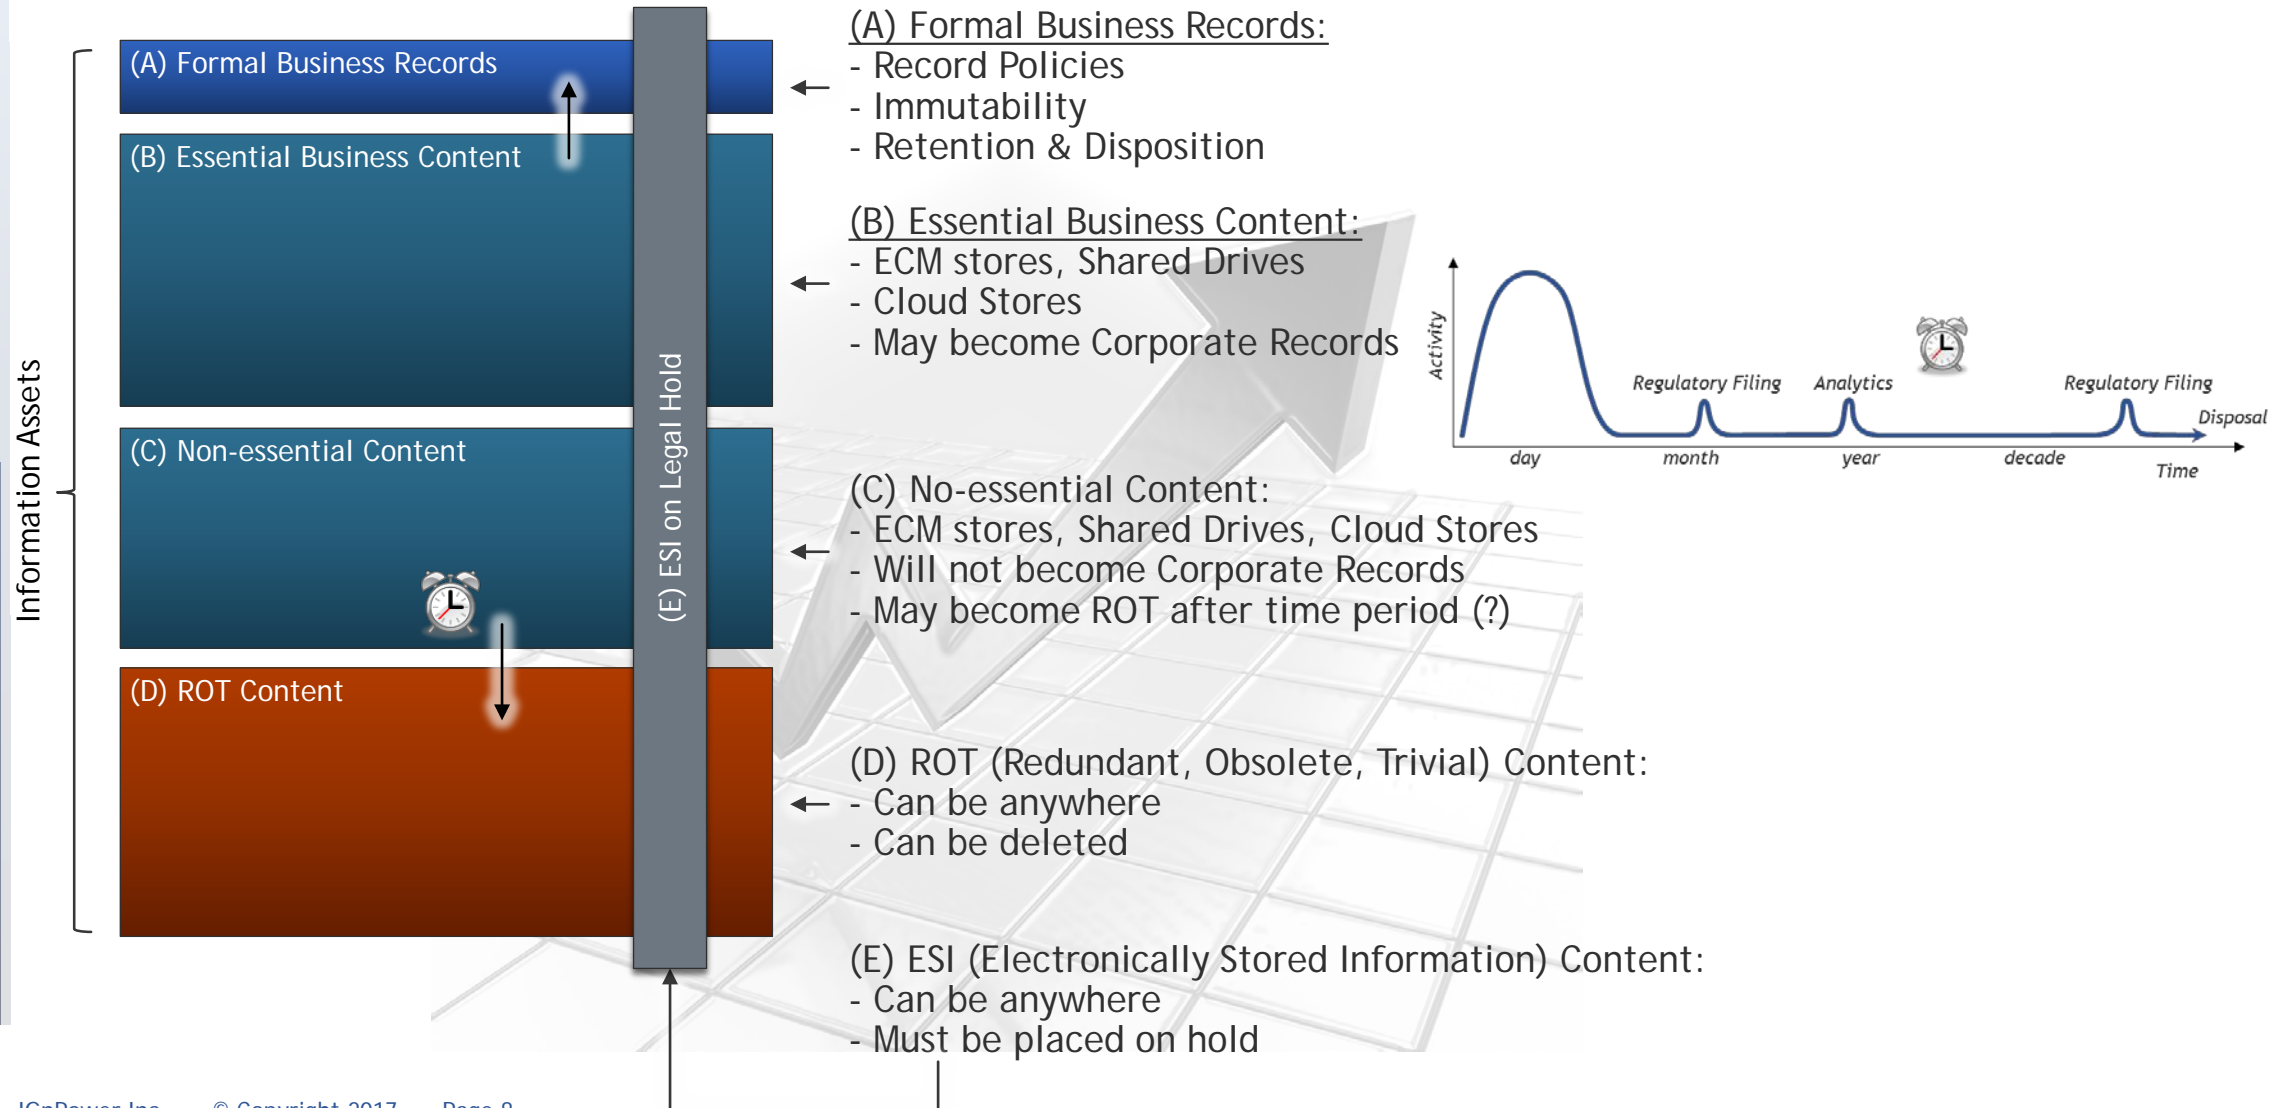 Information Assets
(A) Formal Business Records
(B) Essential Business Content
(C) Non-essential Content
(D) ROT Content
(E) ESI on Legal Hold
(A) Formal Business Records:
- Record Policies
- Immutability
- Retention & Disposition
(B) Essential Business Content:
- ECM stores, Shared Drives
- Cloud Stores
- May become Corporate Records
(C) No-essential Content:
- ECM stores, Shared Drives, Cloud Stores
- Will not become Corporate Records
- May become ROT after time period (?)
(D) ROT (Redundant, Obsolete, Trivial) Content:
- Can be anywhere
- Can be deleted
(E) ESI (Electronically Stored Information) Content:
- Can be anywhere
- Must be placed on hold
Activity
Regulatory Filing
Analytics
Regulatory Filing
Disposal
day
month
year
decade
Time
© Copyright 2017
Page 8